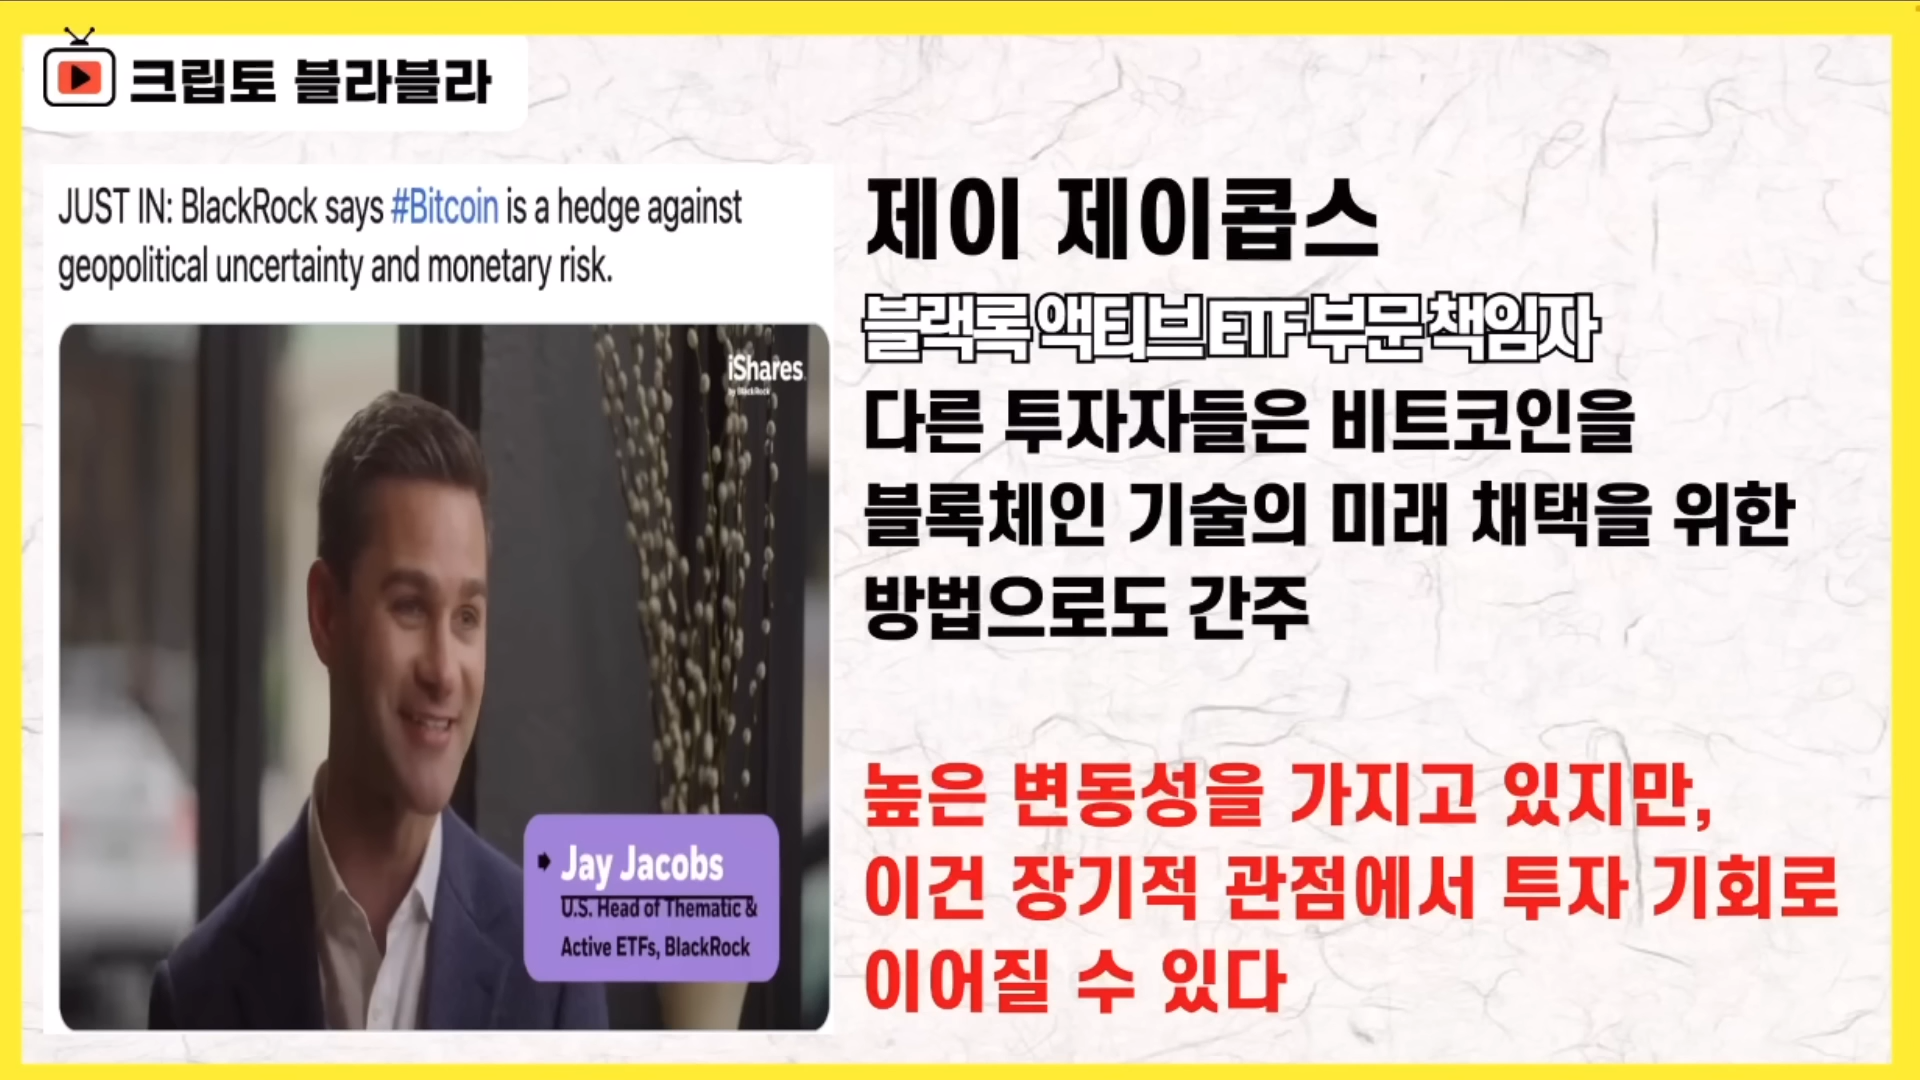 크립토 블라블라
JUST IN: BlackRock says #Bitcoin is a hedge against
geopolitical uncertainty and monetary risk.
iShares.
by BlackRock
Jay Jacobs
U.S. Head of Thematic &
Active ETFs, BlackRock
제이 제이콥스
블랙록 액티브 ETF 부문 책임자
다른 투자자들은 비트코인을
블록체인 기술의 미래 채택을 위한
방법으로도 간주
높은 변동성을 가지고 있지만,
이건 장기적 관점에서 투자 기회로
이어질 수 있다